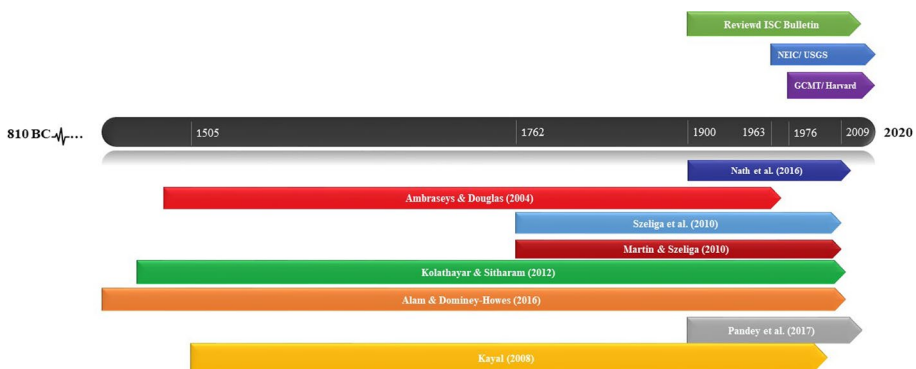 Reviewd ISC Bulletin
NEIC/ USGS
GCMT/ Harvard
810 BC ... 1505 1762 1900 1963 1976 2009 2020
Nath et al. (2016)
Ambraseys & Douglas (2004)
Szeliga et al. (2010)
Martin & Szeliga (2010)
Kolathayar & Sitharam (2012)
Alam & Dominey-Howes (2016)
Pandey et al. (2017)
Kayal (2008)